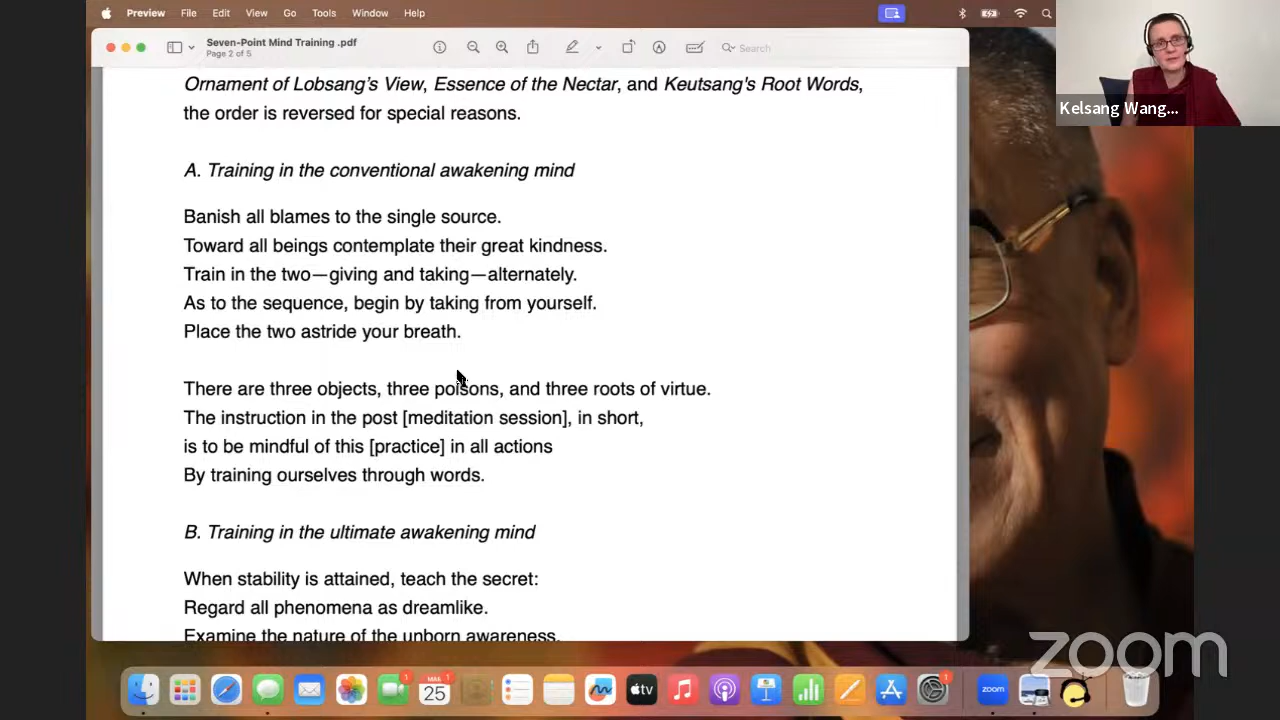 Preview File Edit View Go Tools Window Help
Seven-Point Mind Training .pdf
Page 2 of 5
Search
Kelsang Wang...
Ornament of Lobsang's View, Essence of the Nectar, and Keutsang's Root Words,
the order is reversed for special reasons.
A. Training in the conventional awakening mind
Banish all blames to the single source.
Toward all beings contemplate their great kindness.
Train in the two—giving and taking—alternately.
As to the sequence, begin by taking from yourself.
Place the two astride your breath.
There are three objects, three poisons, and three roots of virtue.
The instruction in the post [meditation session], in short,
is to be mindful of this [practice] in all actions
By training ourselves through words.
B. Training in the ultimate awakening mind
When stability is attained, teach the secret:
Regard all phenomena as dreamlike.
Examine the nature of the unborn awareness.
zoom
1
25
1
tv
zoom
1